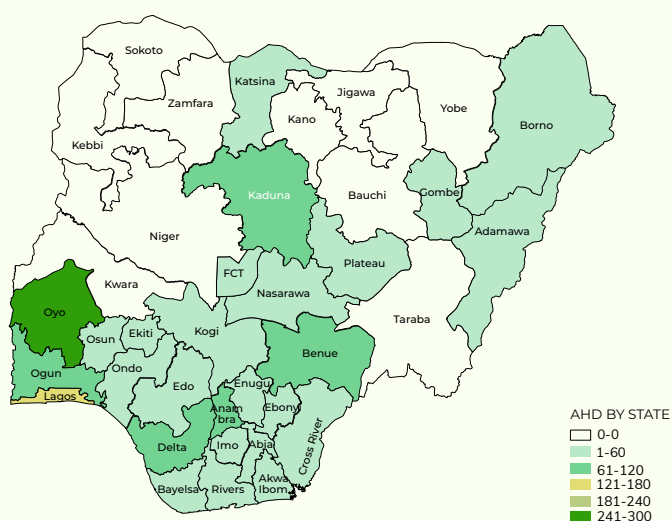 Sokoto
Katsina
Jigawa
Zamfara
Yobe
Kano
Borno
Kebbi
Kaduna
Bauchi
Gombe
Adamawa
Niger
Plateau
FCT
Kwara
Nasarawa
Oyo
Taraba
Kogi
Ekiti
Osun
Benue
Ondo
Ogun
Edo
Enugu
Lagos
Anam
bra
Ebony
Delta
Imo
Abia
Cross River
Akwa
Ibom
Bayelsa
Rivers
AHD BY STATE
0-0
1-60
61-120
121-180
181-240
241-300